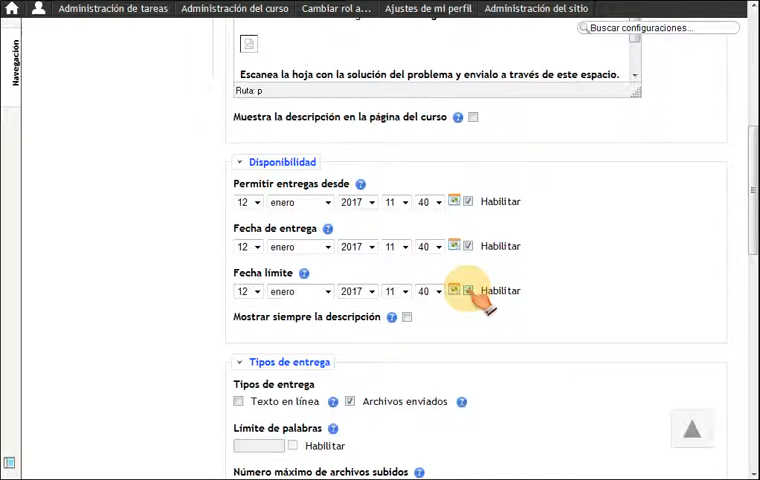 Administración de tareas Administración del curso Cambiar rol a... Ajustes de mi perfil Administración del sitio
Buscar configuraciones...
Navegación
Escanea la hoja con la solución del problema y envíalo a través de este espacio.
Ruta: p
Muestra la descripción en la página del curso
Disponibilidad
Permitir entregas desde
12 enero 2017 11 40 Habilitar
Fecha de entrega
12 enero 2017 11 40 Habilitar
Fecha límite
12 enero 2017 11 40 Habilitar
Mostrar siempre la descripción
Tipos de entrega
Tipos de entrega
Texto en línea Archivos enviados
Límite de palabras
Habilitar
Número máximo de archivos subidos